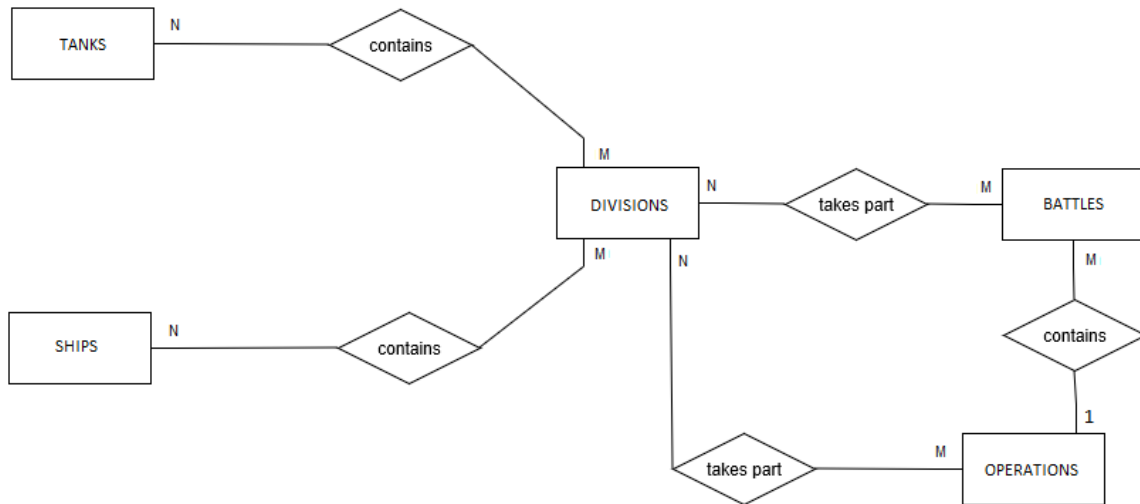 N
TANKS
contains
M
DIVISIONS
N
takes part
M
BATTLES
M
N
M
N
SHIPS
contains
contains
1
M
takes part
OPERATIONS